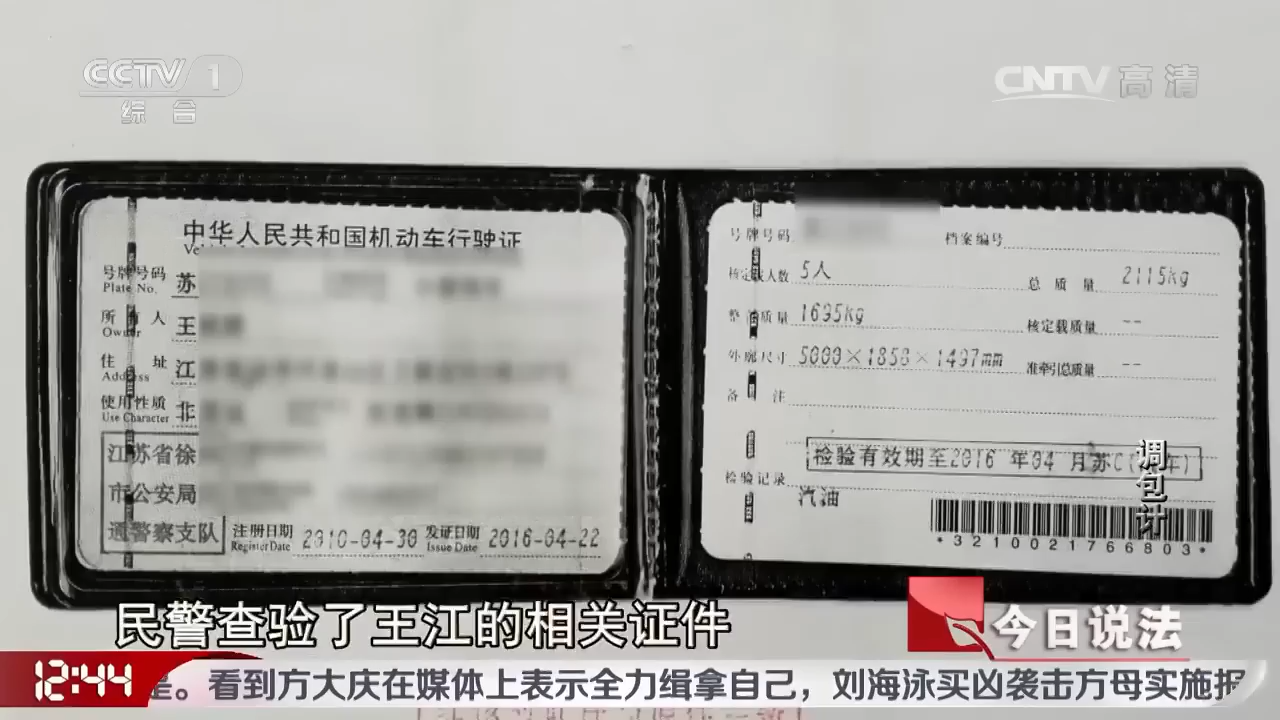 CCTV 1
综合
CNTV 高清
中华人民共和国机动车行驶证
号牌号码 苏
Plate No.
所有人 王
Owner
住址 江
Address
使用性质 非
Use Character
江苏省徐
市公安局
通警察支队
注册日期 2010-04-30 发证日期 2016-04-22
Register Date Issue Date
号牌号码 档案编号
核定载人数 5人 总质量 2115kg
整 质量 1695kg 核定载质量 --
外廓尺寸 5000×1850×1497mm 准牵引总质量 --
备注
检验有效期至2016 年04 月苏C( 年)
检验记录
汽油
*3210021766803*
调包计
民警查验了王江的相关证件
今日说法
12:44
。看到方大庆在媒体上表示全力缉拿自己，刘海泳买凶袭击方母实施报